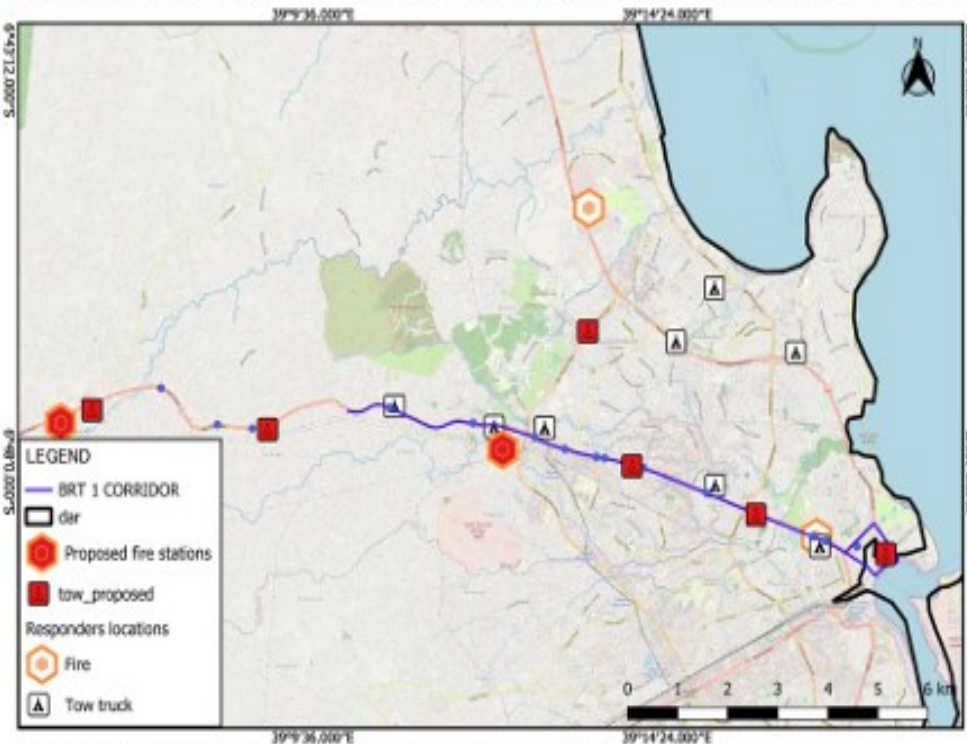 39°9'36.000"E 39°14'24.000"E
N
6°43'12.000"S
6°48'0.000"S
LEGEND
BRT 1 CORRIDOR
dar
Proposed fire stations
tow_proposed
Responders locations
Fire
Tow truck
0 1 2 3 4 5 6 km
39°9'36.000"E 39°14'24.000"E